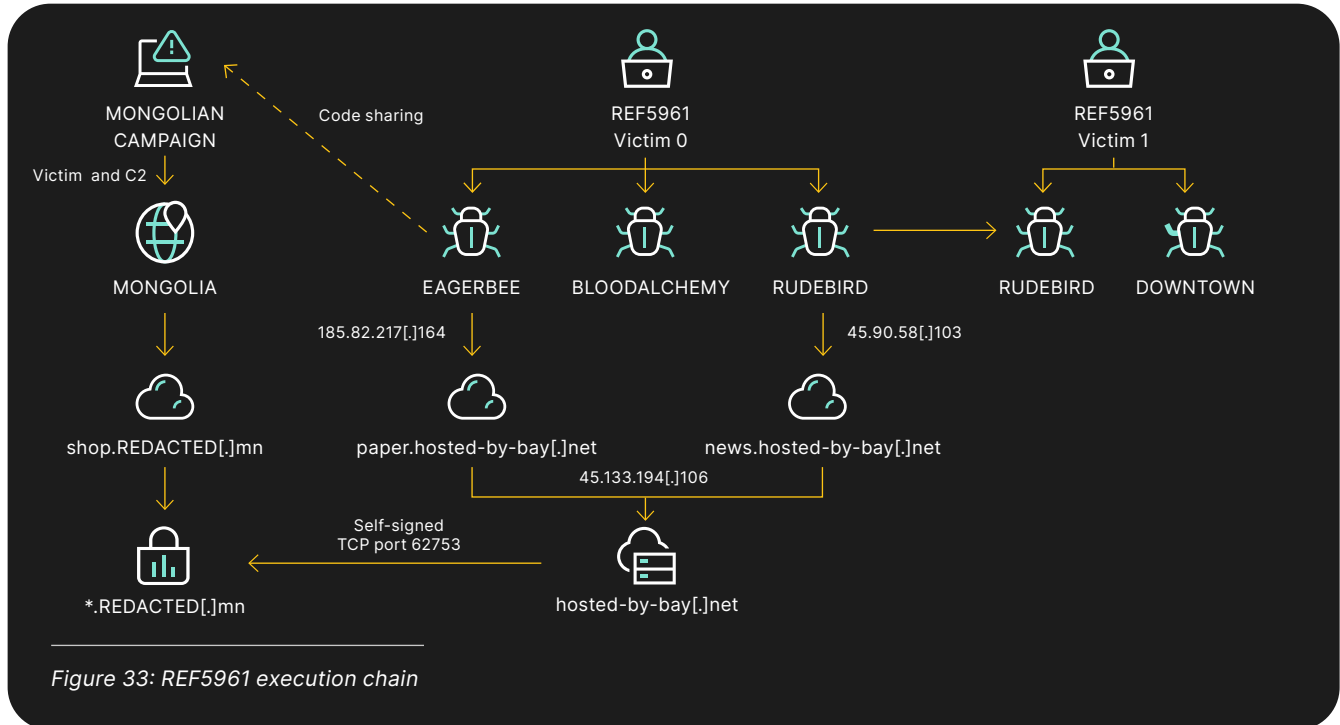 MONGOLIAN
CAMPAIGN
REF5961
Victim 0
REF5961
Victim 1
Code sharing
Victim and C2
MONGOLIA
EAGERBEE
BLOODALCHEMY
RUDEBIRD
RUDEBIRD
DOWNTOWN
185.82.217[.]164
45.90.58[.]103
shop.REDACTED[.]mn
paper.hosted-by-bay[.]net
news.hosted-by-bay[.]net
45.133.194[.]106
Self-signed
TCP port 62753
*.REDACTED[.]mn
hosted-by-bay[.]net
Figure 33: REF5961 execution chain